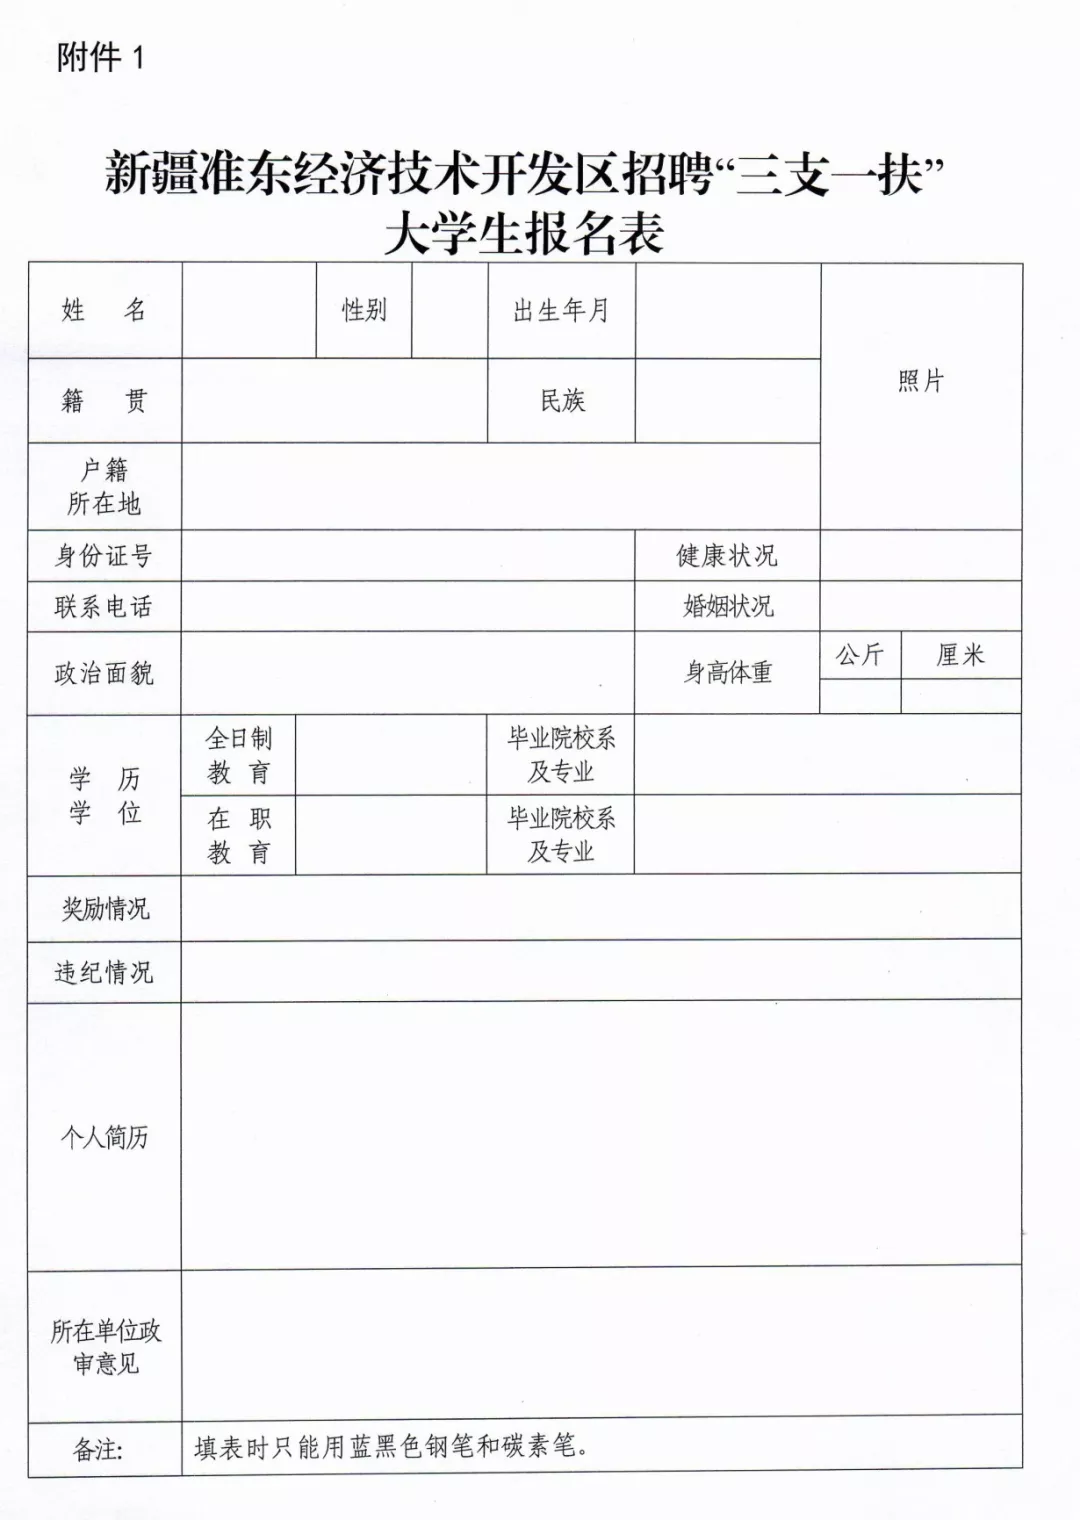 附件1
新疆准东经济技术开发区招聘“三支一扶”
大学生报名表
姓 名
性别
出生年月
照片
籍 贯
民族
户籍
所在地
身份证号
健康状况
联系电话
婚姻状况
政治面貌
身高体重
公斤
厘米
学 历
学 位
全日制
教 育
毕业院校系
及专业
在 职
教 育
毕业院校系
及专业
奖励情况
违纪情况
个人简历
所在单位政
审意见
备注:
填表时只能用蓝黑色钢笔和碳素笔。